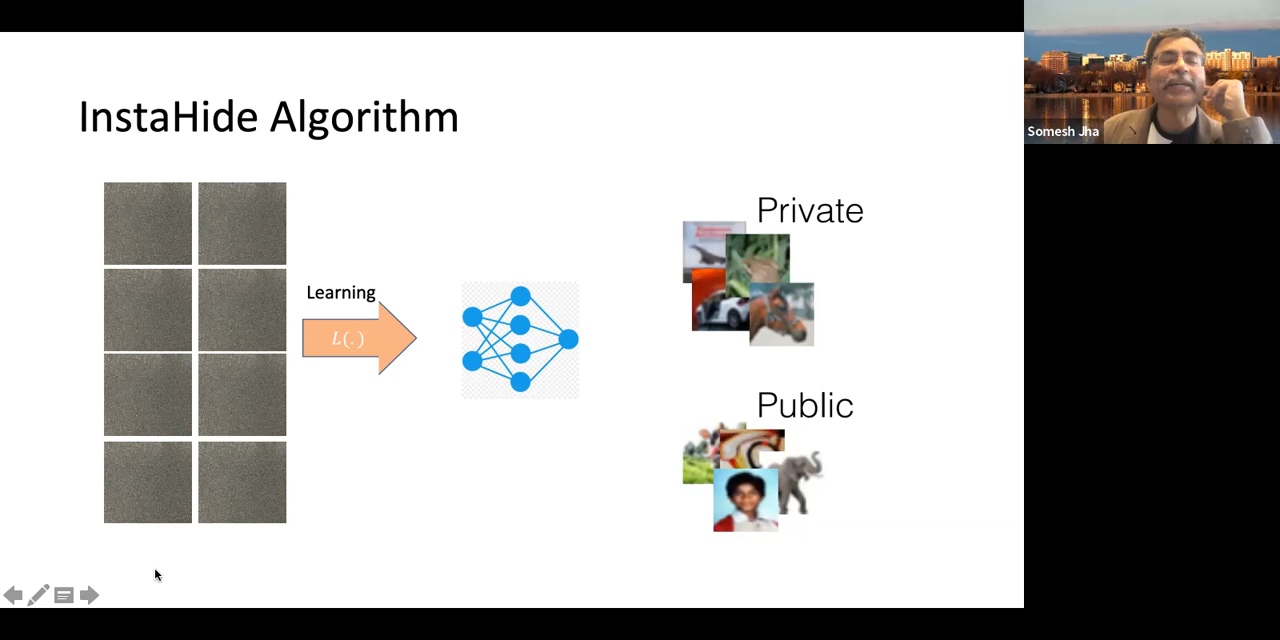 InstaHide Algorithm
Learning
L(.)
Private
Public
Somesh Jha